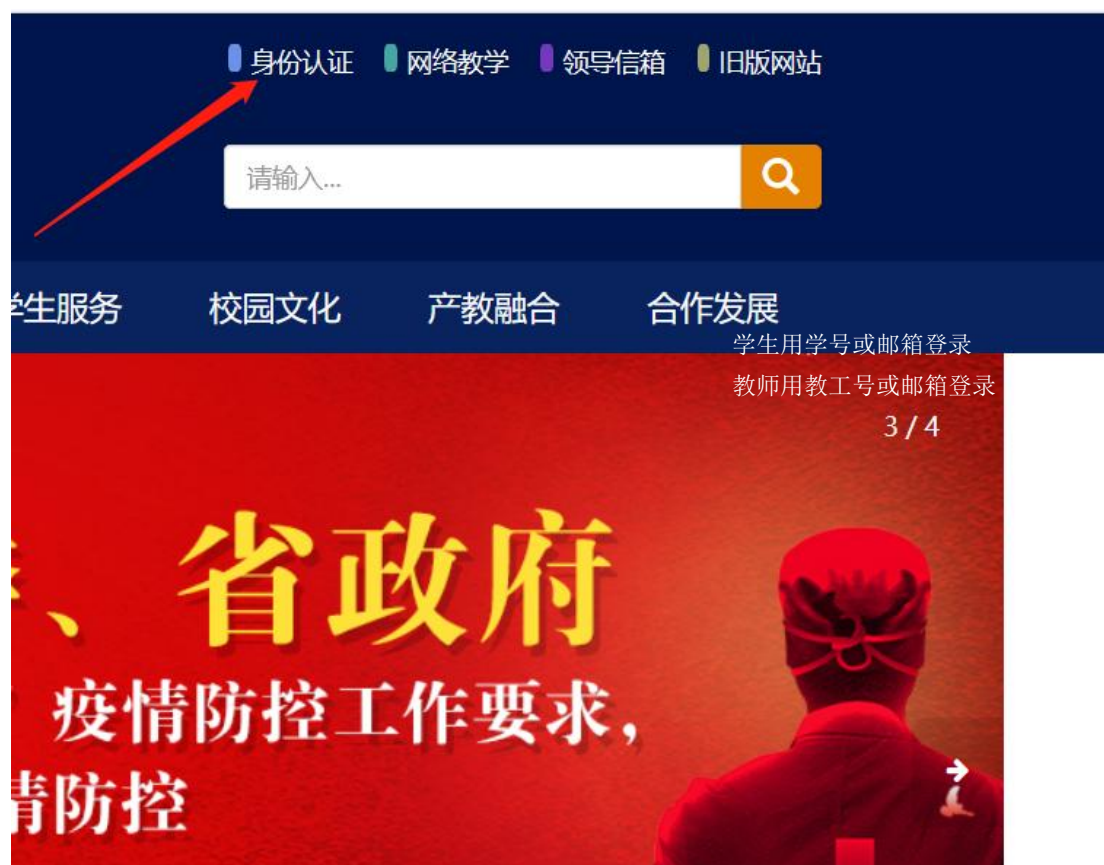 身份认证 网络教学 领导信箱 旧版网站
请输入...
学生服务 校园文化 产教融合 合作发展
学生用学号或邮箱登录
教师用教工号或邮箱登录
3 / 4
、省政府
疫情防控工作要求，
情防控